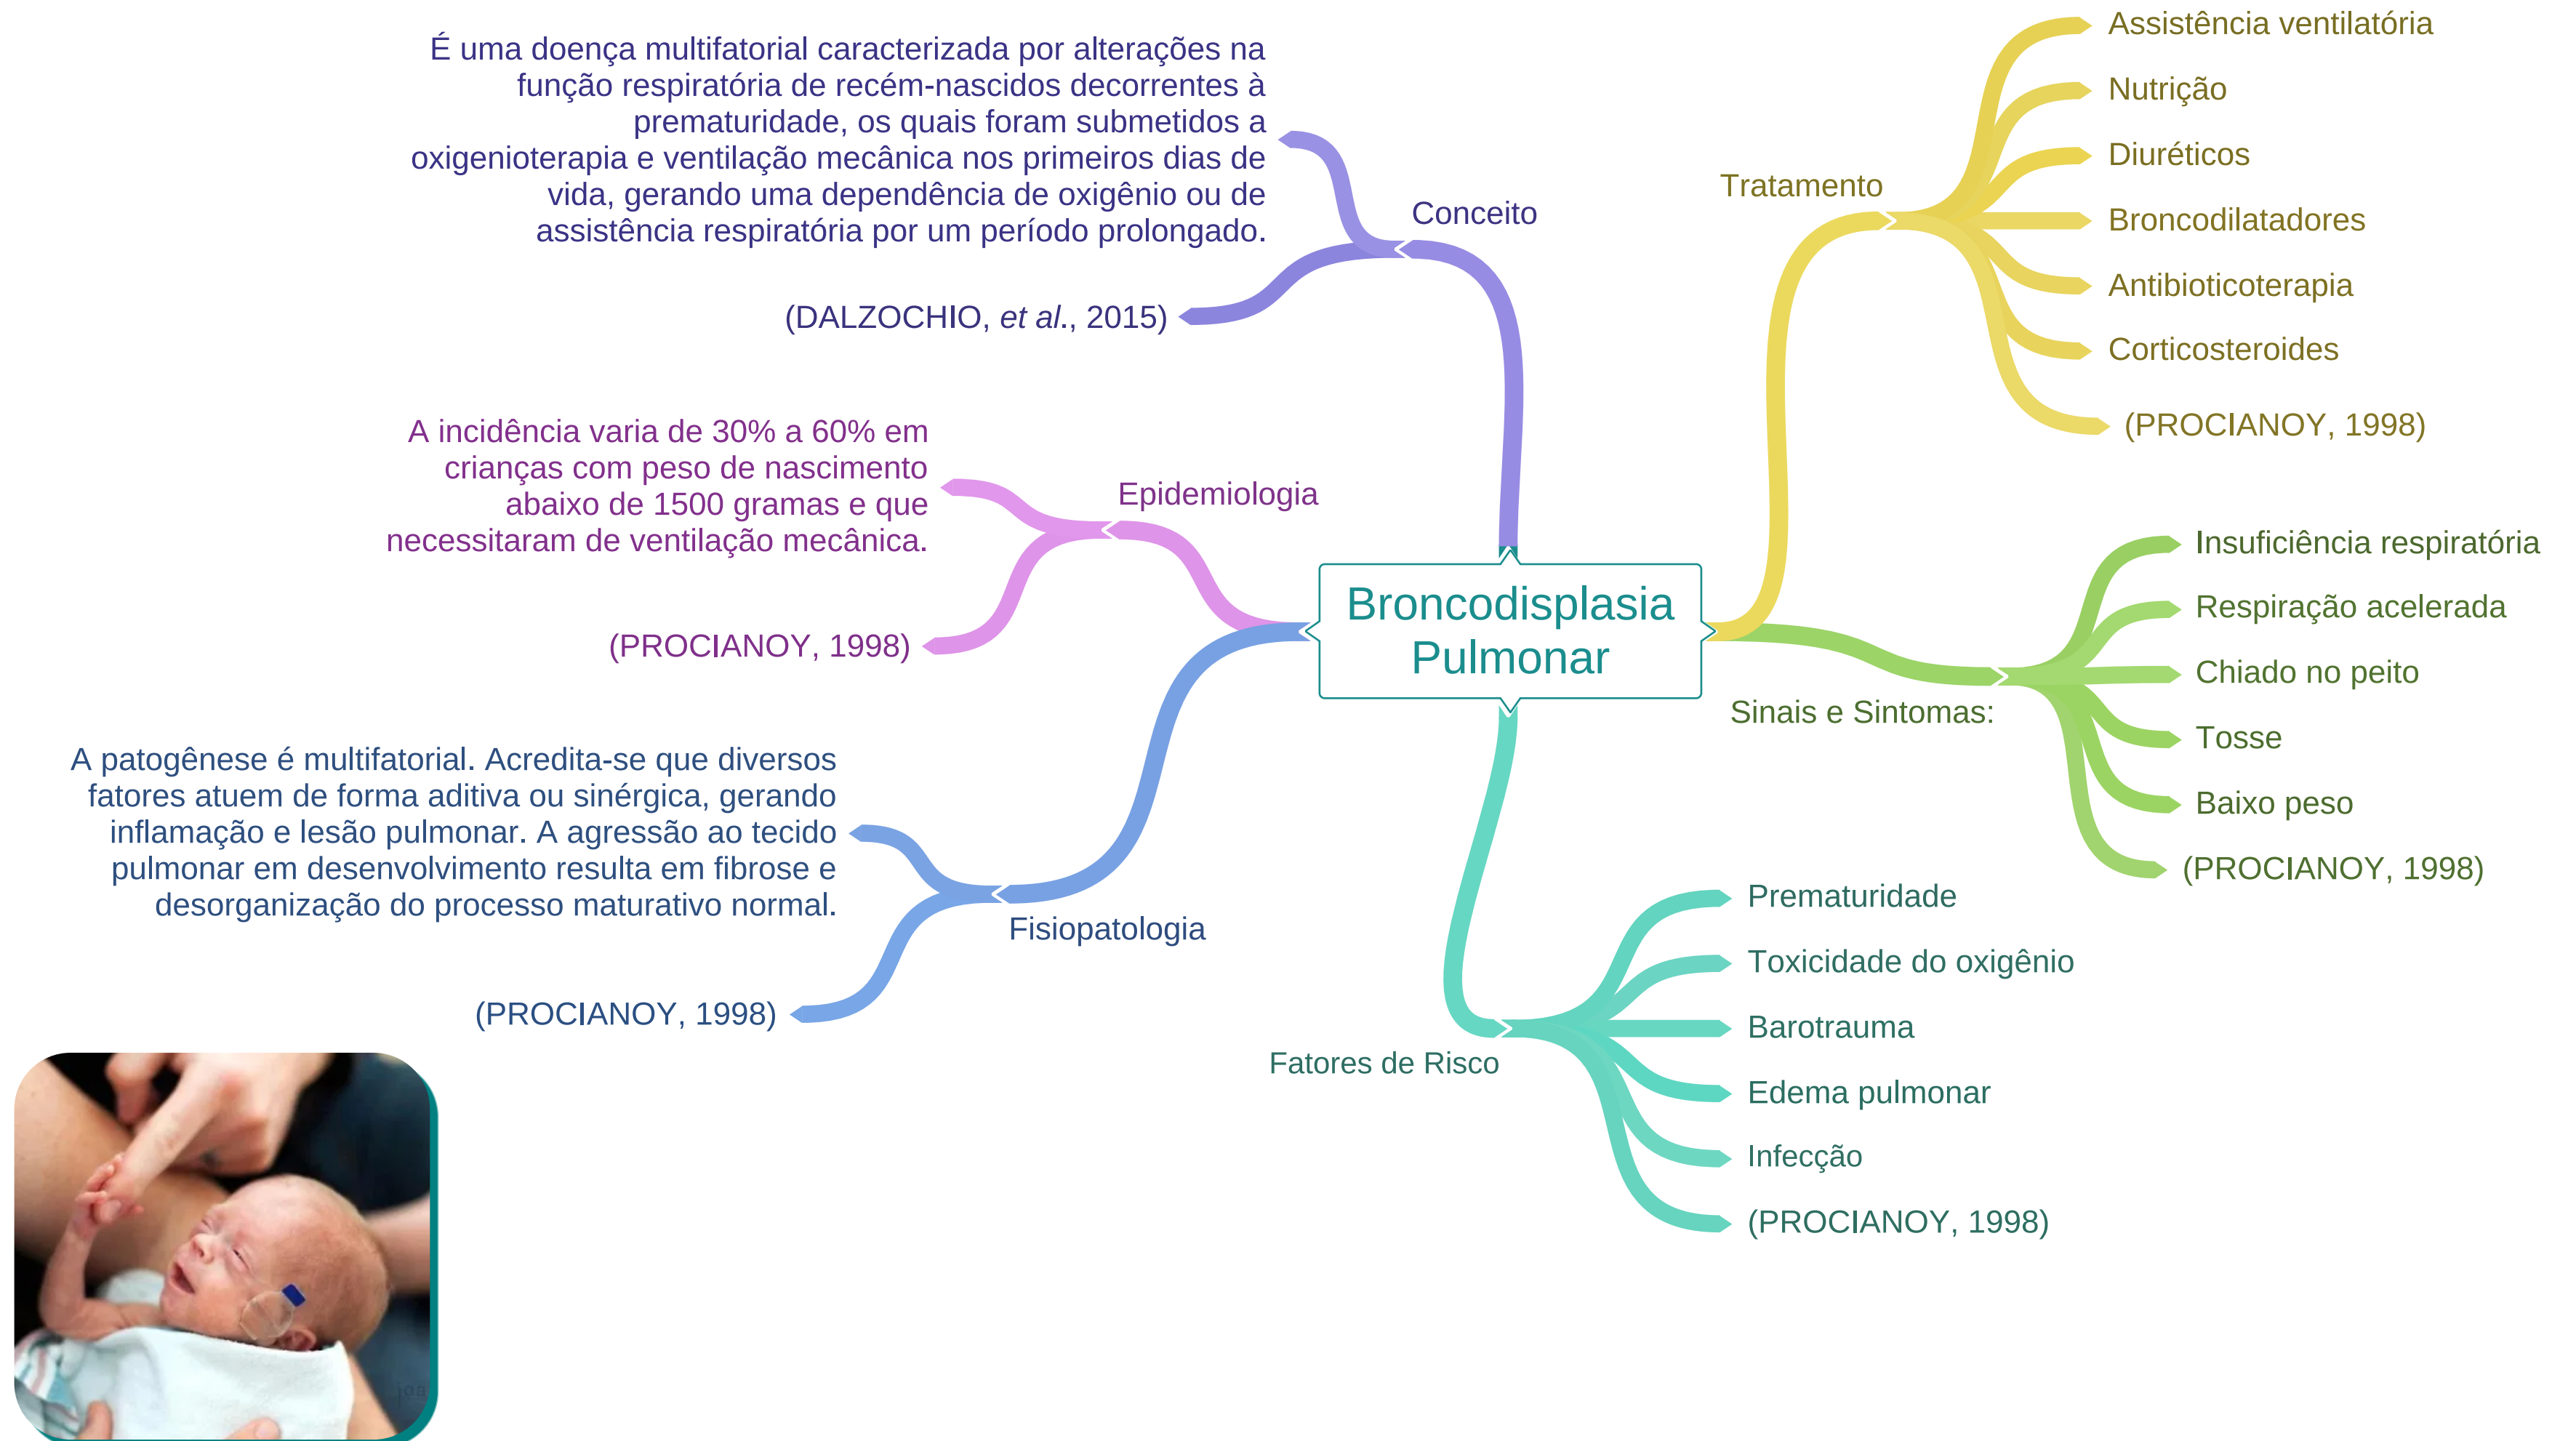 Broncodisplasia
Pulmonar
Conceito
É uma doença multifatorial caracterizada por alterações na
função respiratória de recém-nascidos decorrentes à
prematuridade, os quais foram submetidos a
oxigenioterapia e ventilação mecânica nos primeiros dias de
vida, gerando uma dependência de oxigênio ou de
assistência respiratória por um período prolongado.
(DALZOCHIO, et al., 2015)
Epidemiologia
A incidência varia de 30% a 60% em
crianças com peso de nascimento
abaixo de 1500 gramas e que
necessitaram de ventilação mecânica.
(PROCIANOY, 1998)
Fisiopatologia
A patogênese é multifatorial. Acredita-se que diversos
fatores atuem de forma aditiva ou sinérgica, gerando
inflamação e lesão pulmonar. A agressão ao tecido
pulmonar em desenvolvimento resulta em fibrose e
desorganização do processo maturativo normal.
(PROCIANOY, 1998)
Tratamento
Assistência ventilatória
Nutrição
Diuréticos
Broncodilatadores
Antibioticoterapia
Corticosteroides
(PROCIANOY, 1998)
Sinais e Sintomas:
Insuficiência respiratória
Respiração acelerada
Chiado no peito
Tosse
Baixo peso
(PROCIANOY, 1998)
Fatores de Risco
Prematuridade
Toxicidade do oxigênio
Barotrauma
Edema pulmonar
Infecção
(PROCIANOY, 1998)